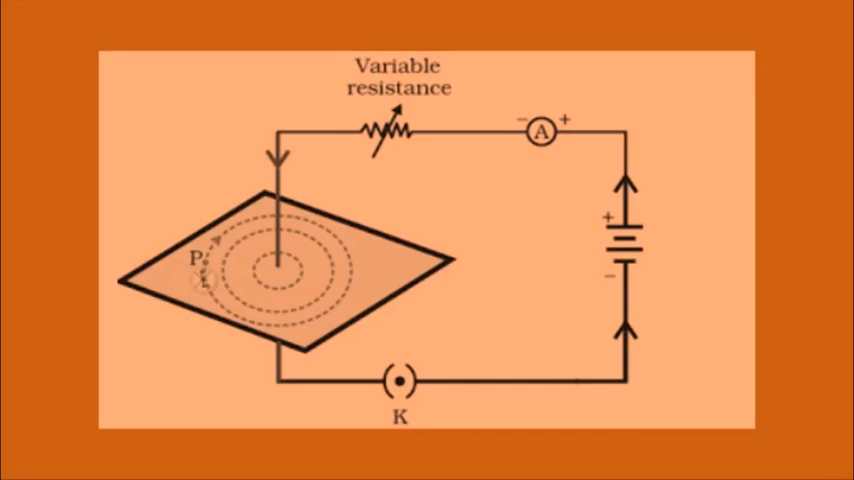 Variable
resistance
− A +
P
+
−
K